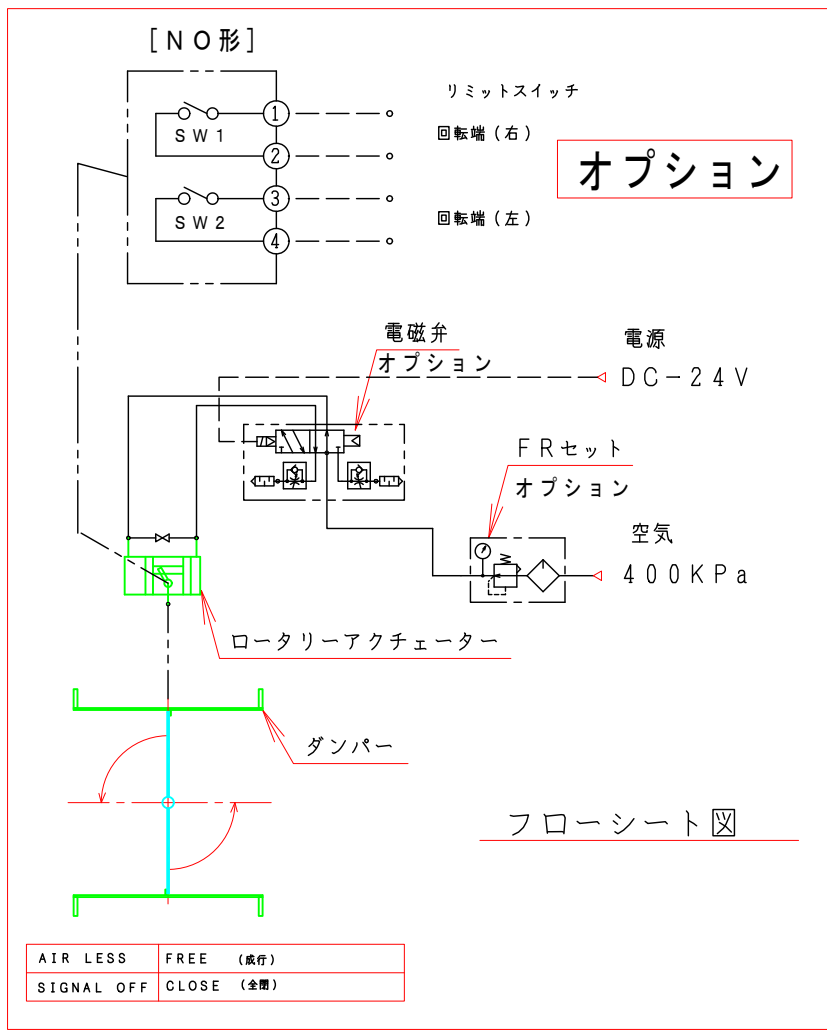 [NO形]
リミットスイッチ
SW1
①
②
回転端(右)
オプション
SW2
③
④
回転端(左)
電磁弁
オプション
電源
DC-24V
FRセット
オプション
空気
400KPa
ロータリーアクチェーター
ダンパー
フローシート図
AIR LESS FREE (成行)
SIGNAL OFF CLOSE (全閉)